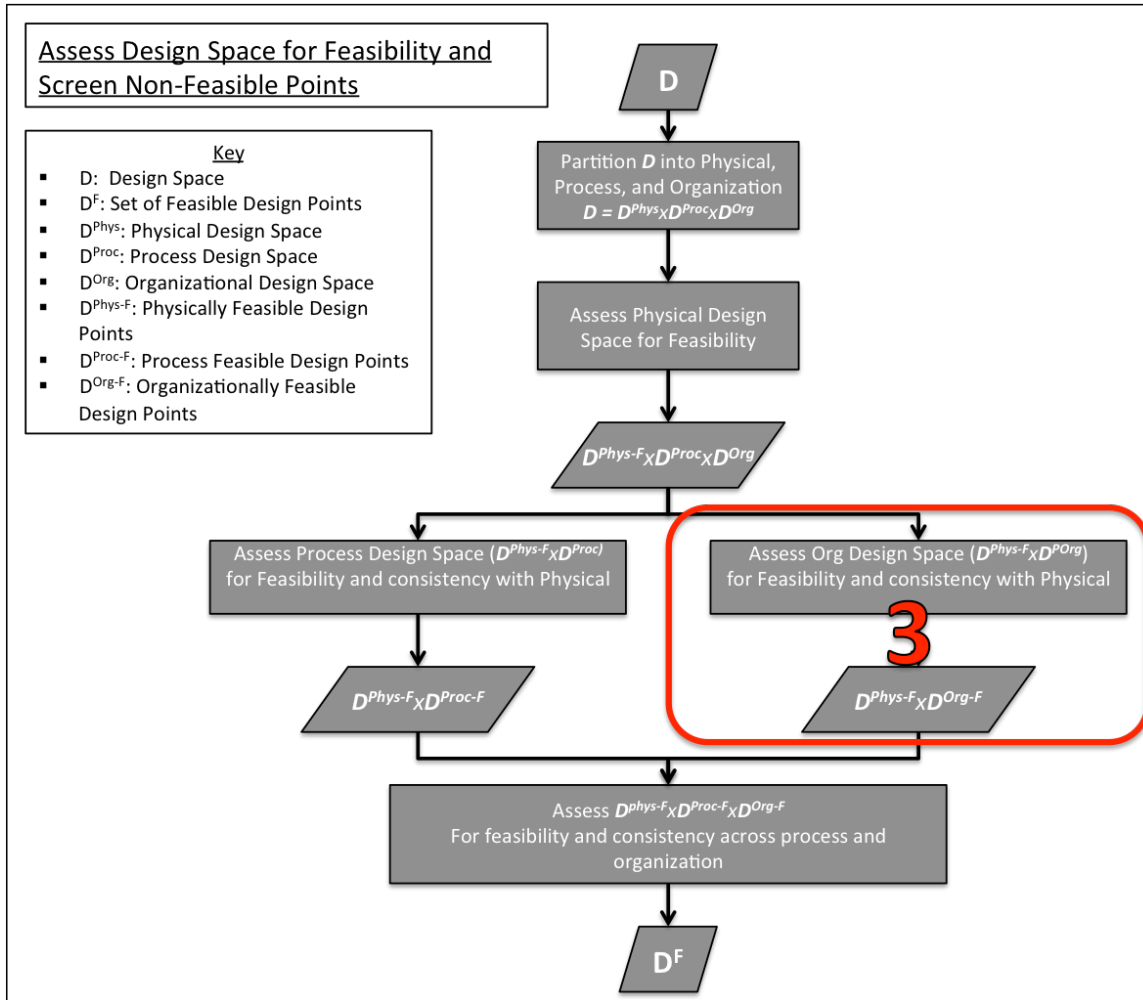 Assess Design Space for Feasibility and
Screen Non-Feasible Points
Key
▪ D: Design Space
▪ D^F: Set of Feasible Design Points
▪ D^Phys: Physical Design Space
▪ D^Proc: Process Design Space
▪ D^Org: Organizational Design Space
▪ D^Phys-F: Physically Feasible Design
Points
▪ D^Proc-F: Process Feasible Design Points
▪ D^Org-F: Organizationally Feasible
Design Points
D
Partition D into Physical,
Process, and Organization
D = D^Phys x D^Proc x D^Org
Assess Physical Design
Space for Feasibility
D^Phys-F x D^Proc x D^Org
Assess Process Design Space (D^Phys-F x D^Proc)
for Feasibility and consistency with Physical
Assess Org Design Space (D^Phys-F x D^POrg)
for Feasibility and consistency with Physical
3
D^Phys-F x D^Proc-F
D^Phys-F x D^Org-F
Assess D^phys-F x D^Proc-F x D^Org-F
For feasibility and consistency across process and
organization
D^F